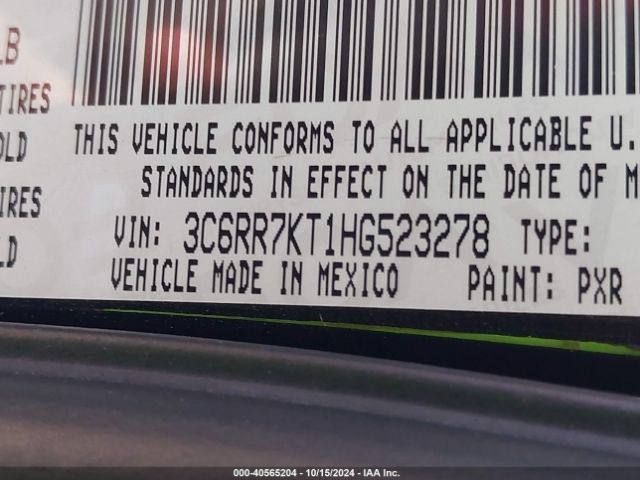 LB
TIRES
OLD
IRES
LD
THIS VEHICLE CONFORMS TO ALL APPLICABLE U.
STANDARDS IN EFFECT ON THE DATE OF M
VIN: 3C6RR7KT1HG523278 TYPE:
VEHICLE MADE IN MEXICO PAINT: PXR
000-40565204 - 10/15/2024 - IAA Inc.